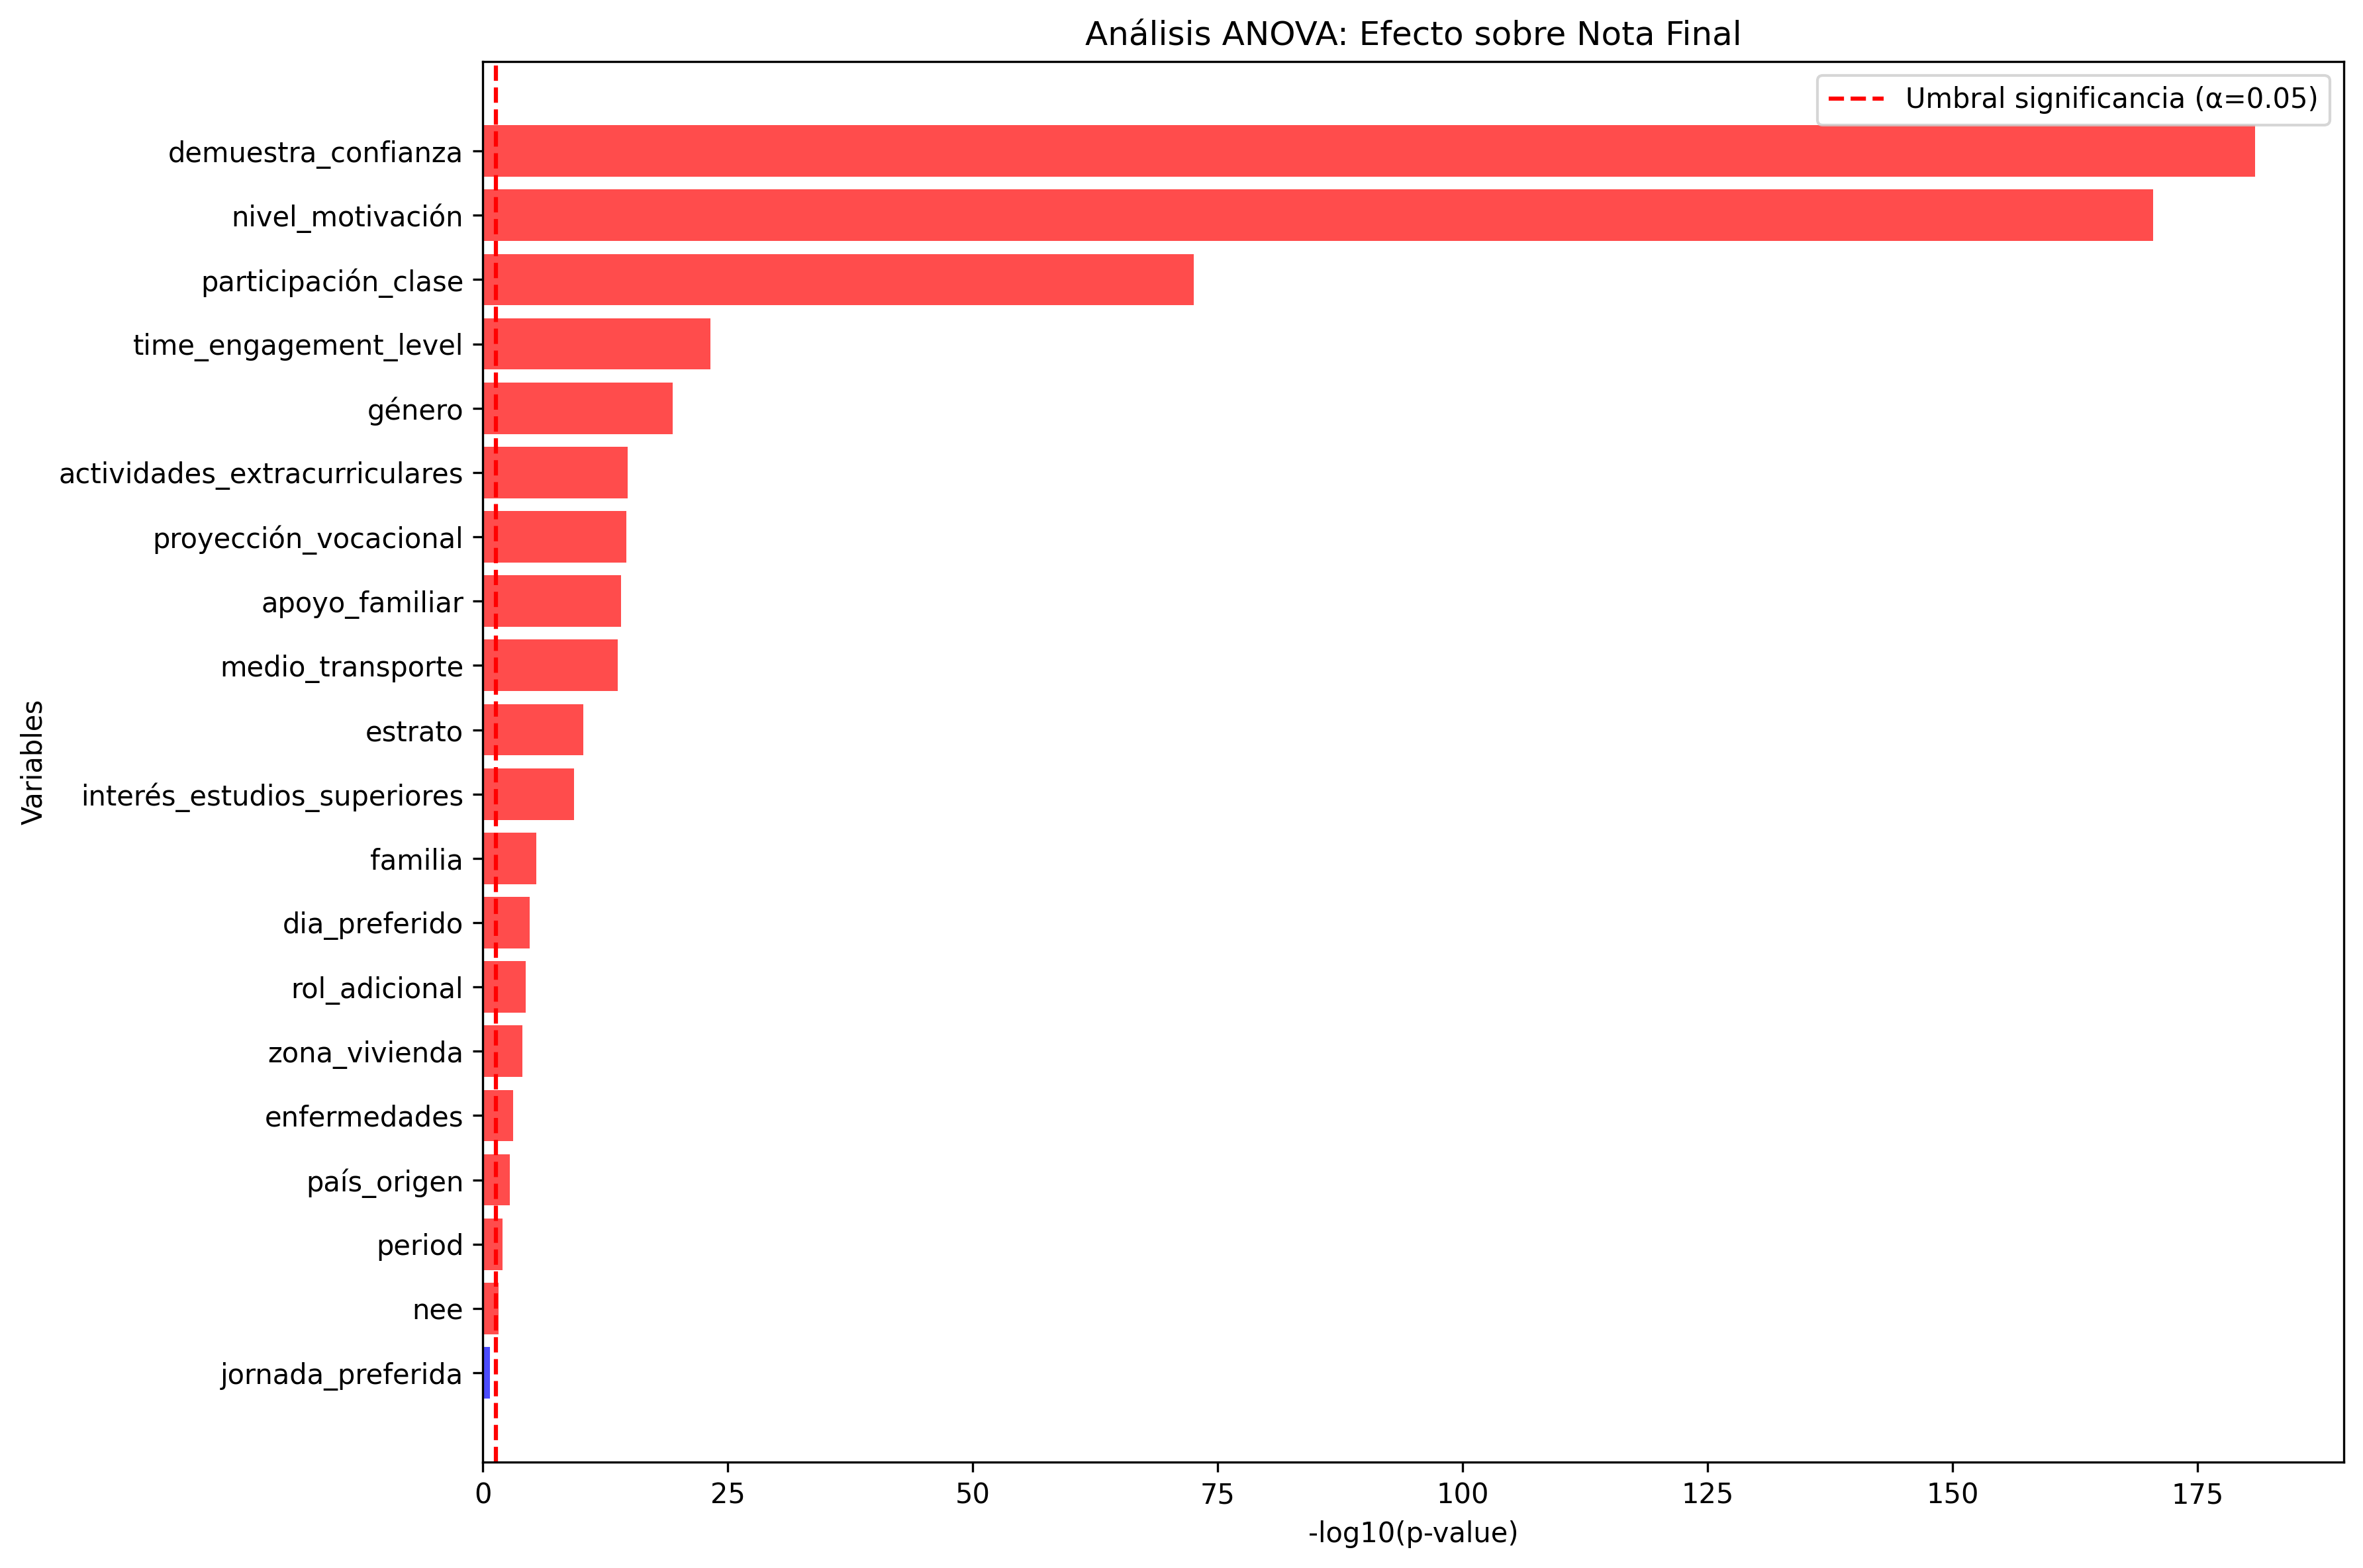 Análisis ANOVA: Efecto sobre Nota Final
Umbral significancia (α=0.05)
demuestra_confianza
nivel_motivación
participación_clase
time_engagement_level
género
actividades_extracurriculares
proyección_vocacional
apoyo_familiar
medio_transporte
estrato
interés_estudios_superiores
familia
dia_preferido
rol_adicional
zona_vivienda
enfermedades
país_origen
period
nee
jornada_preferida
Variables
0 25 50 75 100 125 150 175
-log10(p-value)